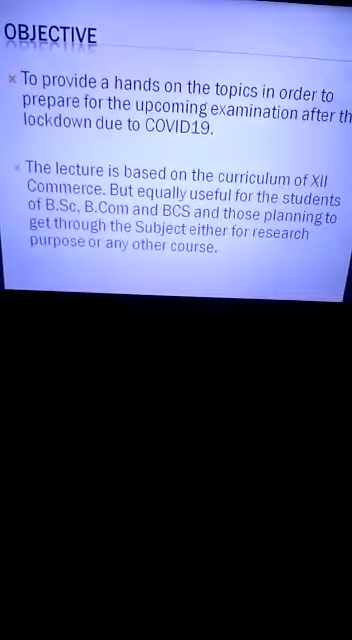 OBJECTIVE
To provide a hands on the topics in order to
prepare for the upcoming examination after th
lockdown due to COVID19.
The lecture is based on the curriculum of XII
Commerce. But equally useful for the students
of B.Sc, B.Com and BCS and those planning to
get through the Subject either for research
purpose or any other course.